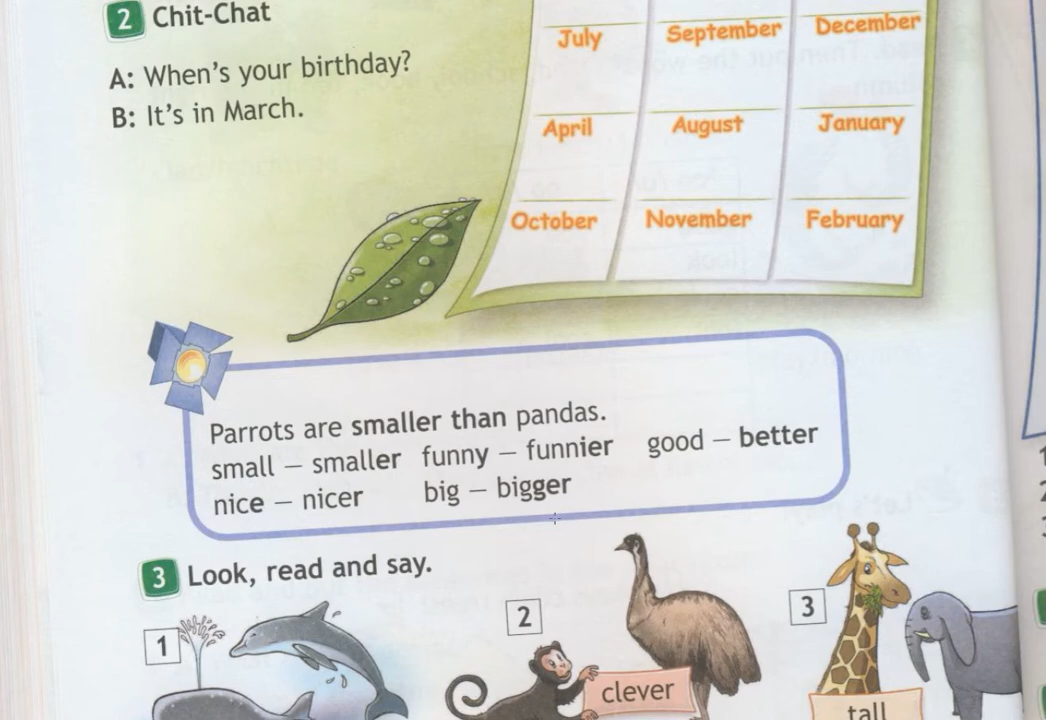 2 Chit-Chat
A: When's your birthday?
B: It's in March.
July September December
April August January
October November February
Parrots are smaller than pandas.
small – smaller funny – funnier good – better
nice – nicer big – bigger
3 Look, read and say.
1 2 3
clever
tall